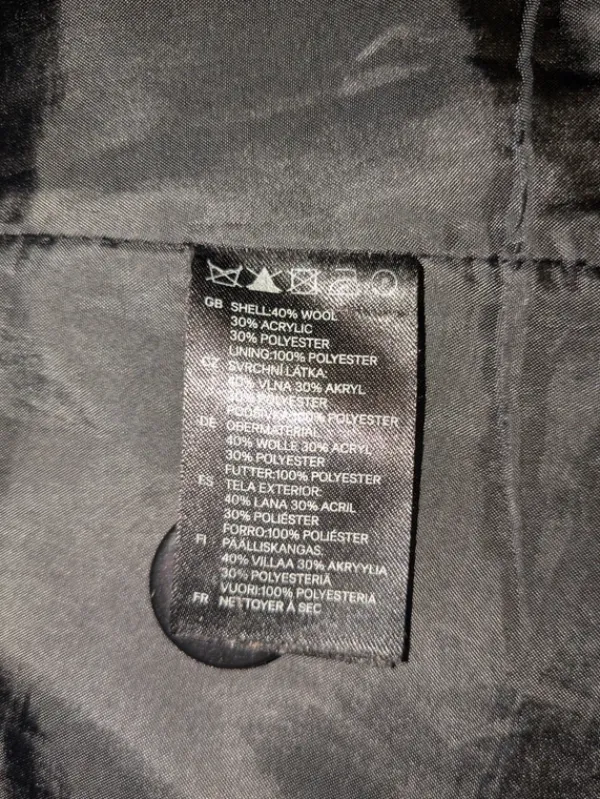 GB SHELL:40% WOOL
30% ACRYLIC
30% POLYESTER
LINING:100% POLYESTER
CZ SVRCHNÍ LÁTKA:
40% VLNA 30% AKRYL
30% POLYESTER
PODŠÍVKA:100% POLYESTER
DE OBERMATERIAL:
40% WOLLE 30% ACRYL
30% POLYESTER
FUTTER:100% POLYESTER
ES TELA EXTERIOR:
40% LANA 30% ACRIL
30% POLIÉSTER
FORRO:100% POLIÉSTER
FI PÄÄLLISKANGAS:
40% VILLAA 30% AKRYYLIA
30% POLYESTERIÄ
VUORI:100% POLYESTERIÄ
FR NETTOYER À SEC